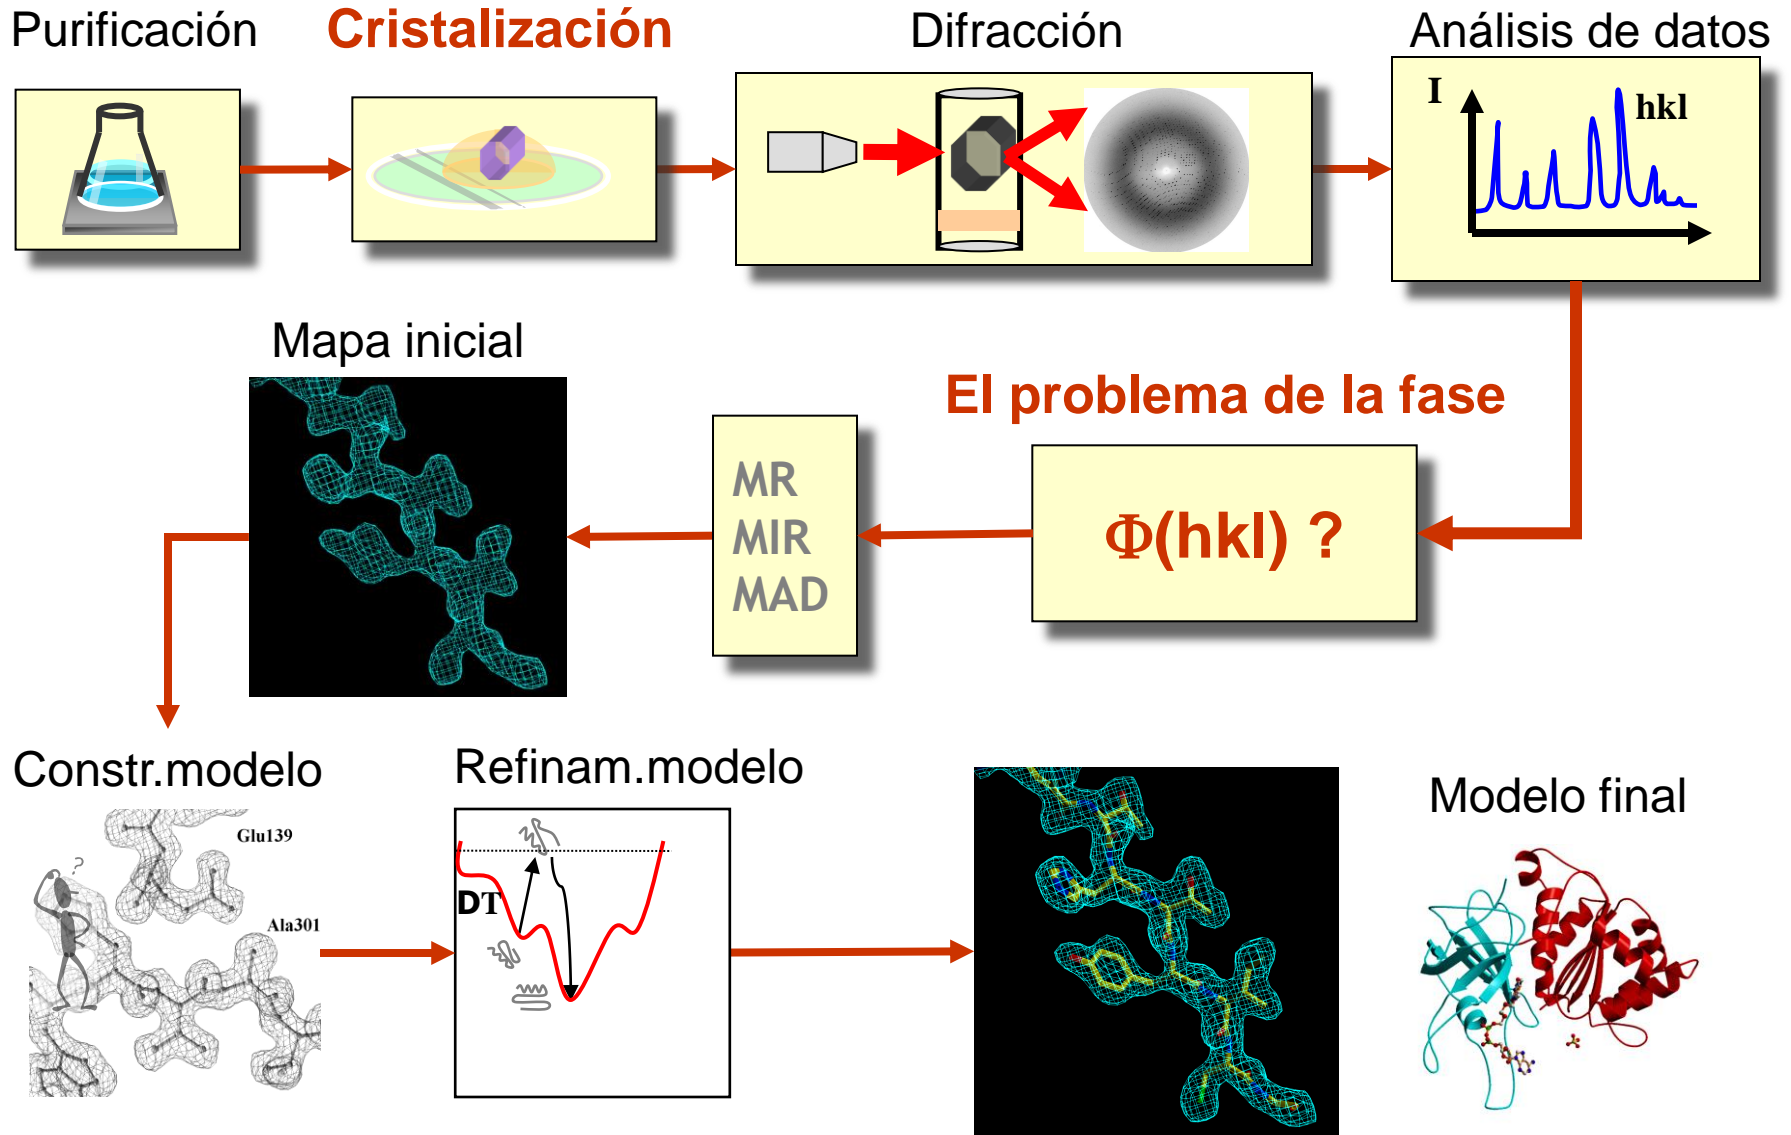 Purificación
Cristalización
Difracción
Análisis de datos
I
hkl
Mapa inicial
El problema de la fase
MR
MIR
MAD
Φ(hkl) ?
Constr.modelo
Refinam.modelo
Modelo final
Glu139
?
Ala301
DT